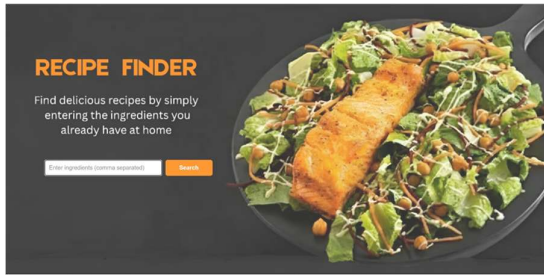 RECIPE FINDER
Find delicious recipes by simply
entering the ingredients you
already have at home
Enter ingredients (comma separated) Search